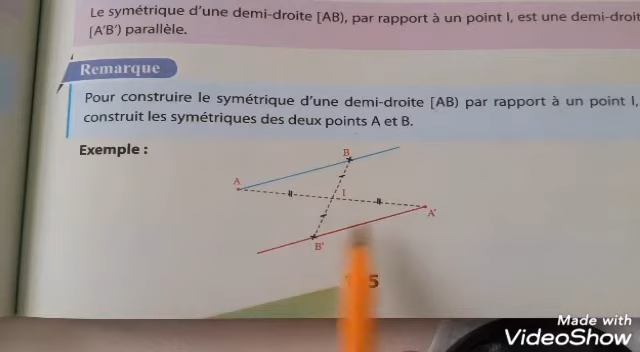 Le symétrique d'une demi-droite [AB), par rapport à un point I, est une demi-droit
[A'B') parallèle.
Remarque
Pour construire le symétrique d'une demi-droite [AB) par rapport à un point I,
construit les symétriques des deux points A et B.
Exemple :
B
A
I
A'
B'
5
Made with
VideoShow